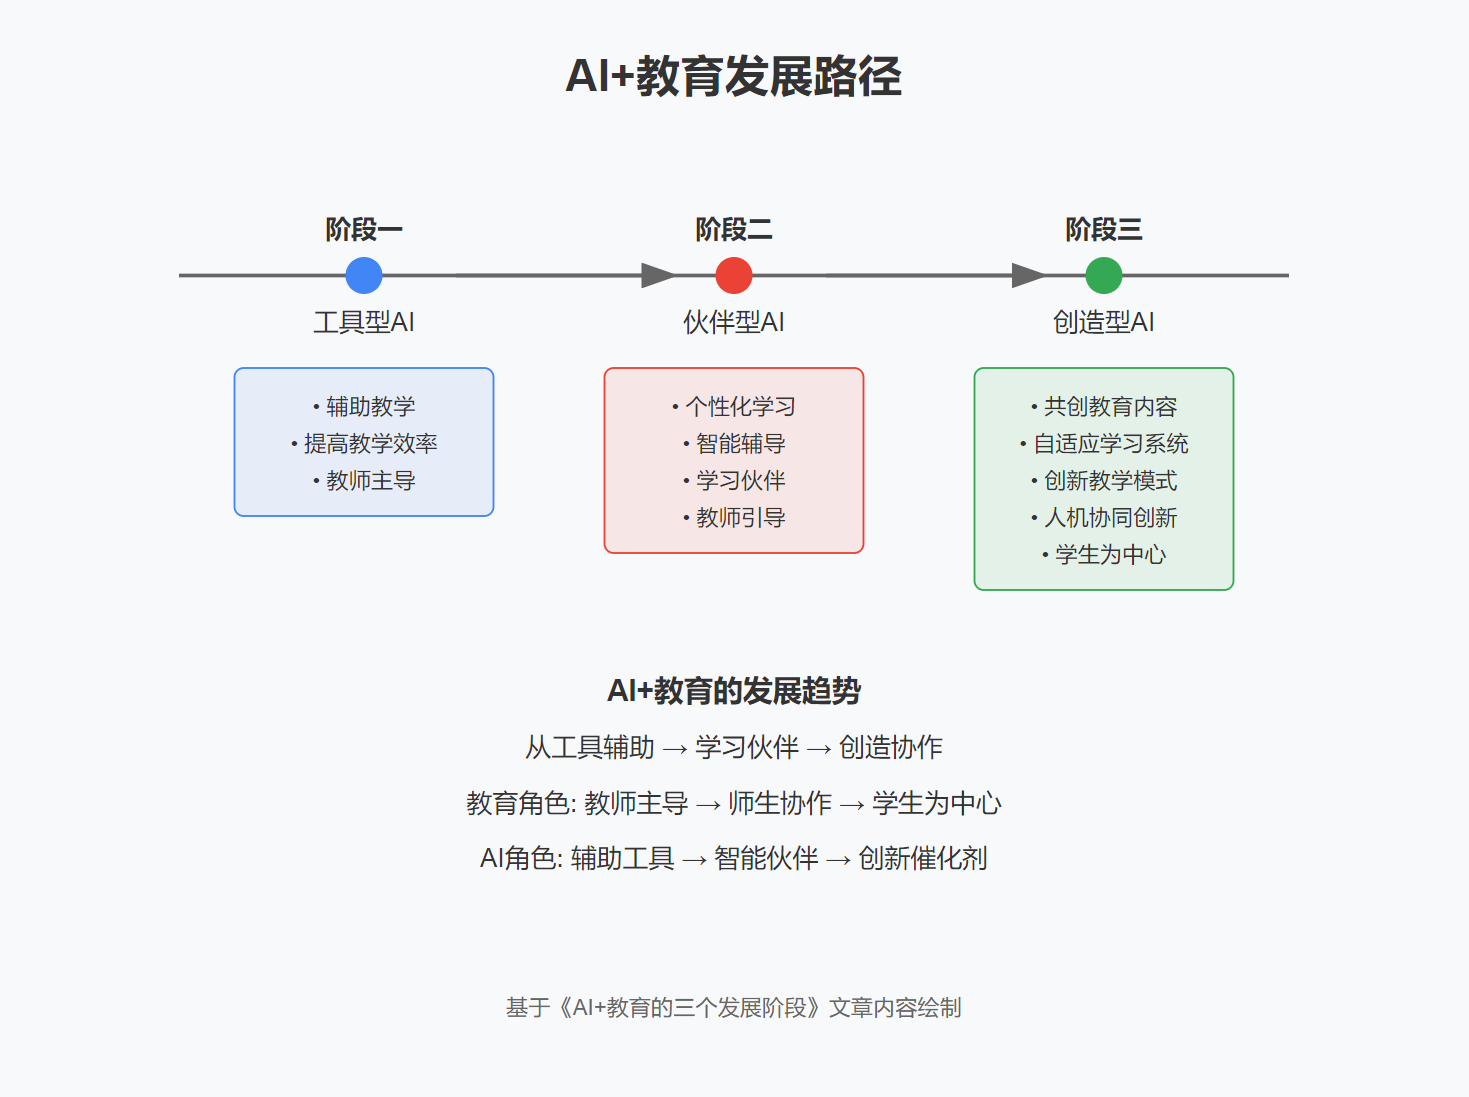 AI+教育发展路径
阶段一
阶段二
阶段三
工具型AI
伙伴型AI
创造型AI
• 辅助教学
• 提高教学效率
• 教师主导
• 个性化学习
• 智能辅导
• 学习伙伴
• 教师引导
• 共创教育内容
• 自适应学习系统
• 创新教学模式
• 人机协同创新
• 学生为中心
AI+教育的发展趋势
从工具辅助 → 学习伙伴 → 创造协作
教育角色: 教师主导 → 师生协作 → 学生为中心
AI角色: 辅助工具 → 智能伙伴 → 创新催化剂
基于《AI+教育的三个发展阶段》文章内容绘制